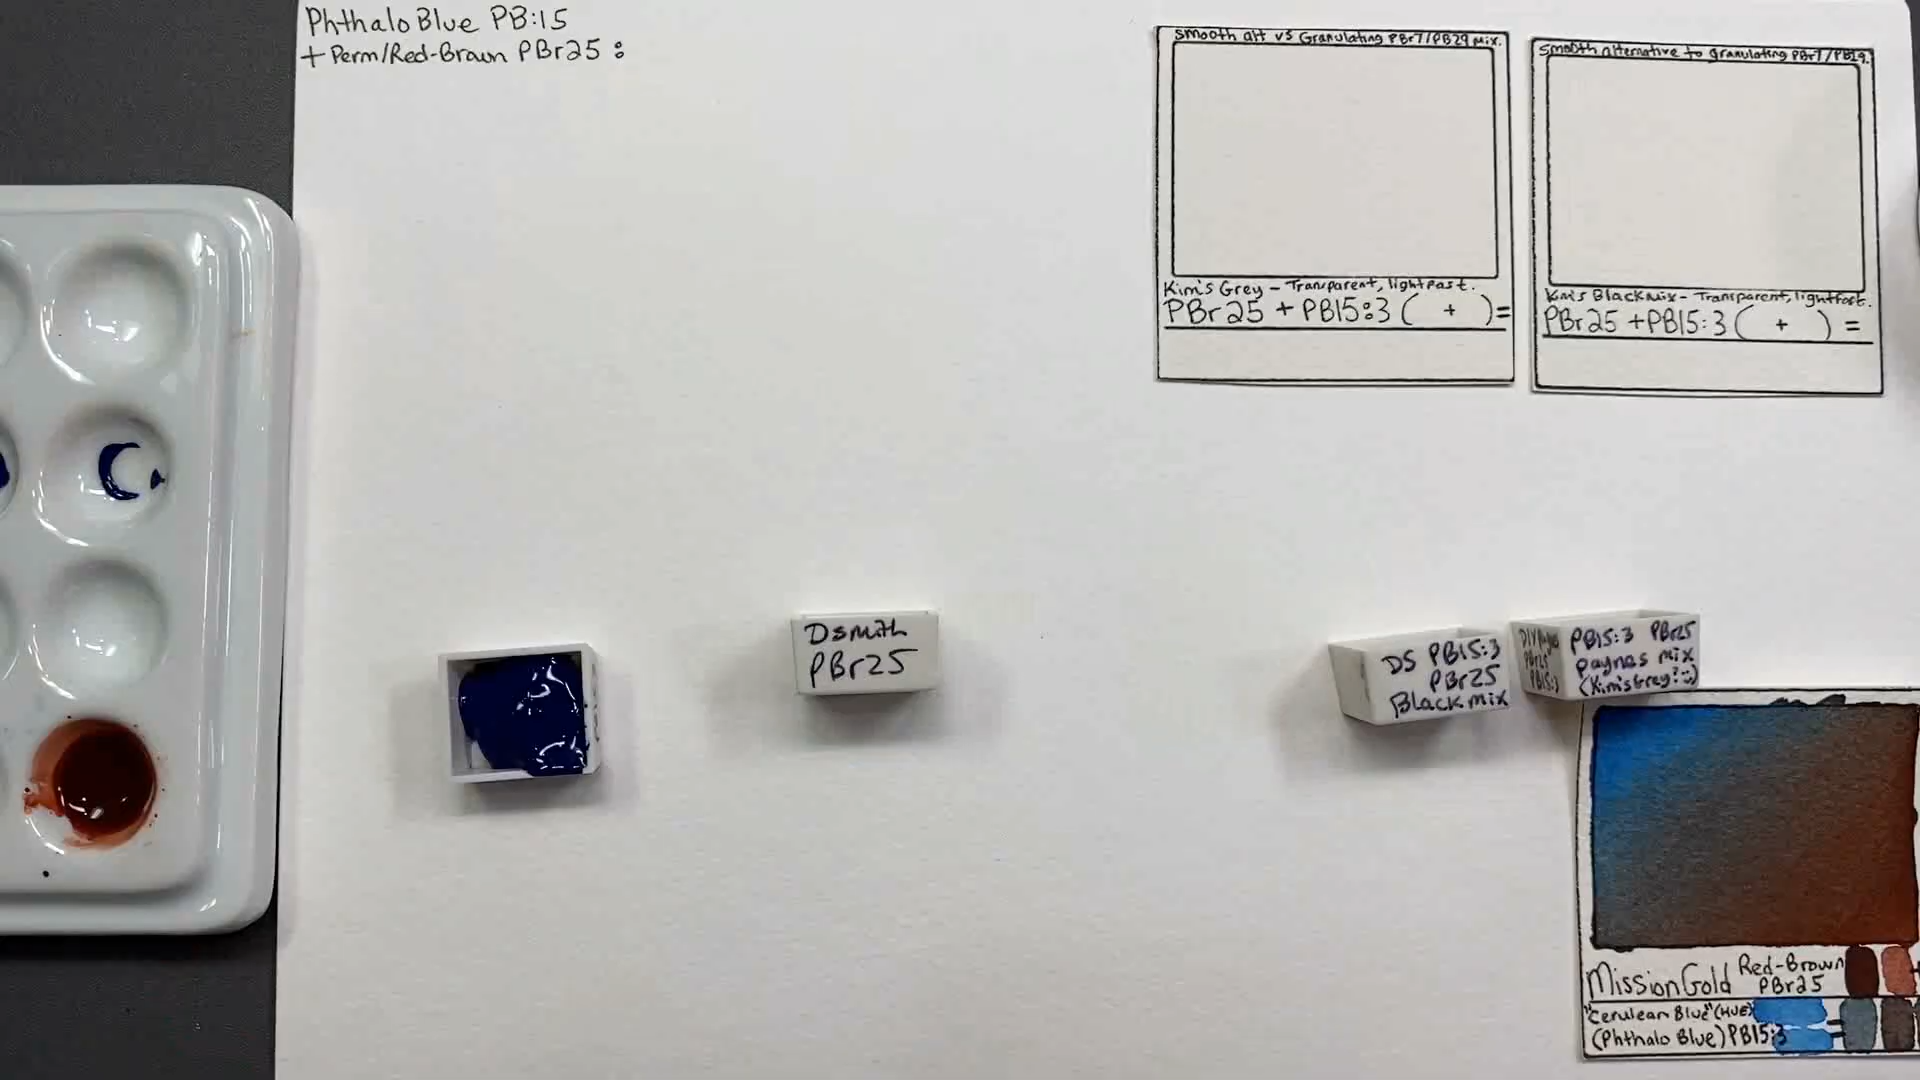 Phthalo Blue PB:15
+ Perm/Red-Brown PBr25 :
Smooth alt vs Granulating PBr7/PB29 mix.
Kim's Grey - Transparent, lightfast.
PBr25 + PB15:3 ( + ) =
Smooth alternative to granulating PBr7/PB29.
Kim's Black mix - Transparent, lightfast.
PBr25 + PB15:3 ( + ) =
DSmith
PBr25
DS PB15:3
PBr25
Black mix
PBr25
PB15:3
PB15:3 PBr25
Paynes mix
(Kim's Grey? :)
Mission Gold Red-Brown
PBr25
"Cerulean Blue" (HUE)
(Phthalo Blue) PB15:3